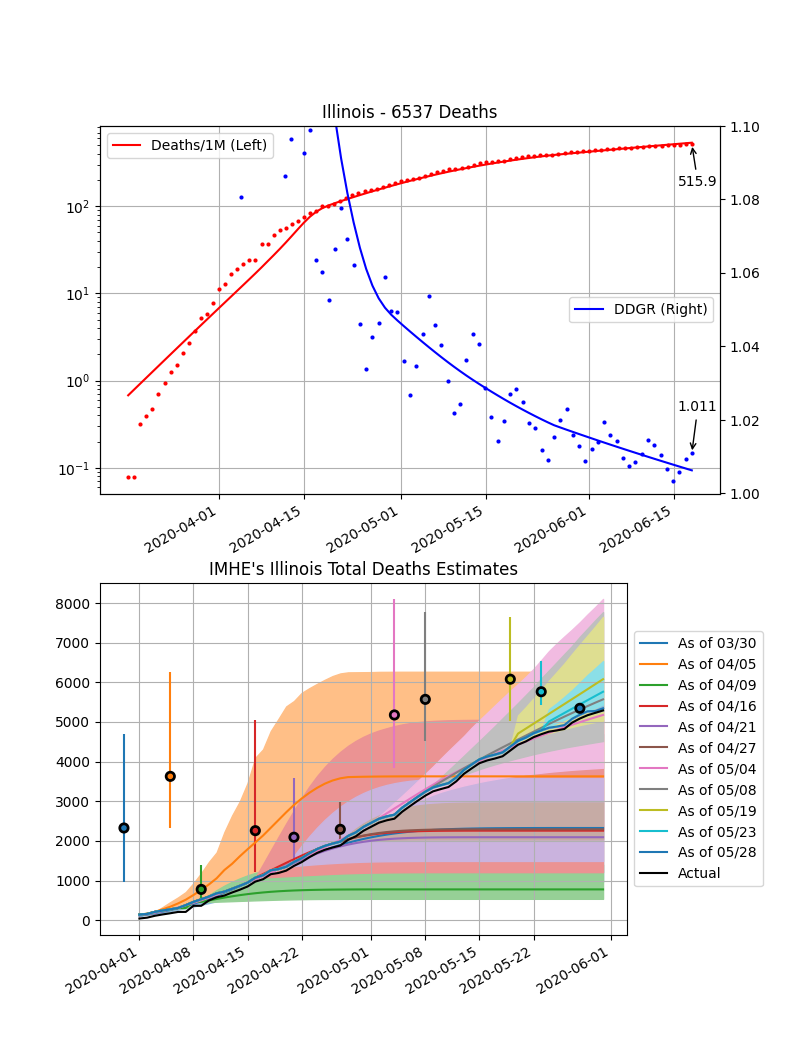 Illinois - 6537 Deaths
Deaths/1M (Left)
DDGR (Right)
515.9
1.011
10²
10¹
10⁰
10⁻¹
1.10
1.08
1.06
1.04
1.02
1.00
2020-04-01
2020-04-15
2020-05-01
2020-05-15
2020-06-01
2020-06-15
IMHE's Illinois Total Deaths Estimates
8000
7000
6000
5000
4000
3000
2000
1000
0
2020-04-01
2020-04-08
2020-04-15
2020-04-22
2020-05-01
2020-05-08
2020-05-15
2020-05-22
2020-06-01
As of 03/30
As of 04/05
As of 04/09
As of 04/16
As of 04/21
As of 04/27
As of 05/04
As of 05/08
As of 05/19
As of 05/23
As of 05/28
Actual